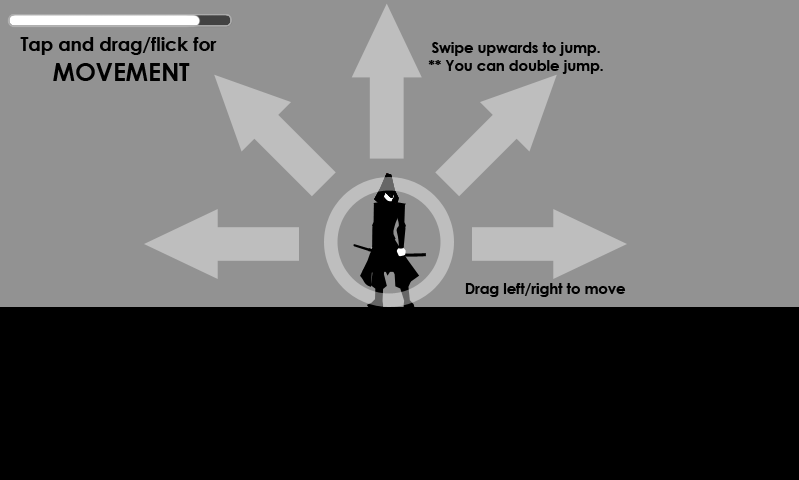 Tap and drag/flick for
MOVEMENT
Swipe upwards to jump.
** You can double jump.
Drag left/right to move